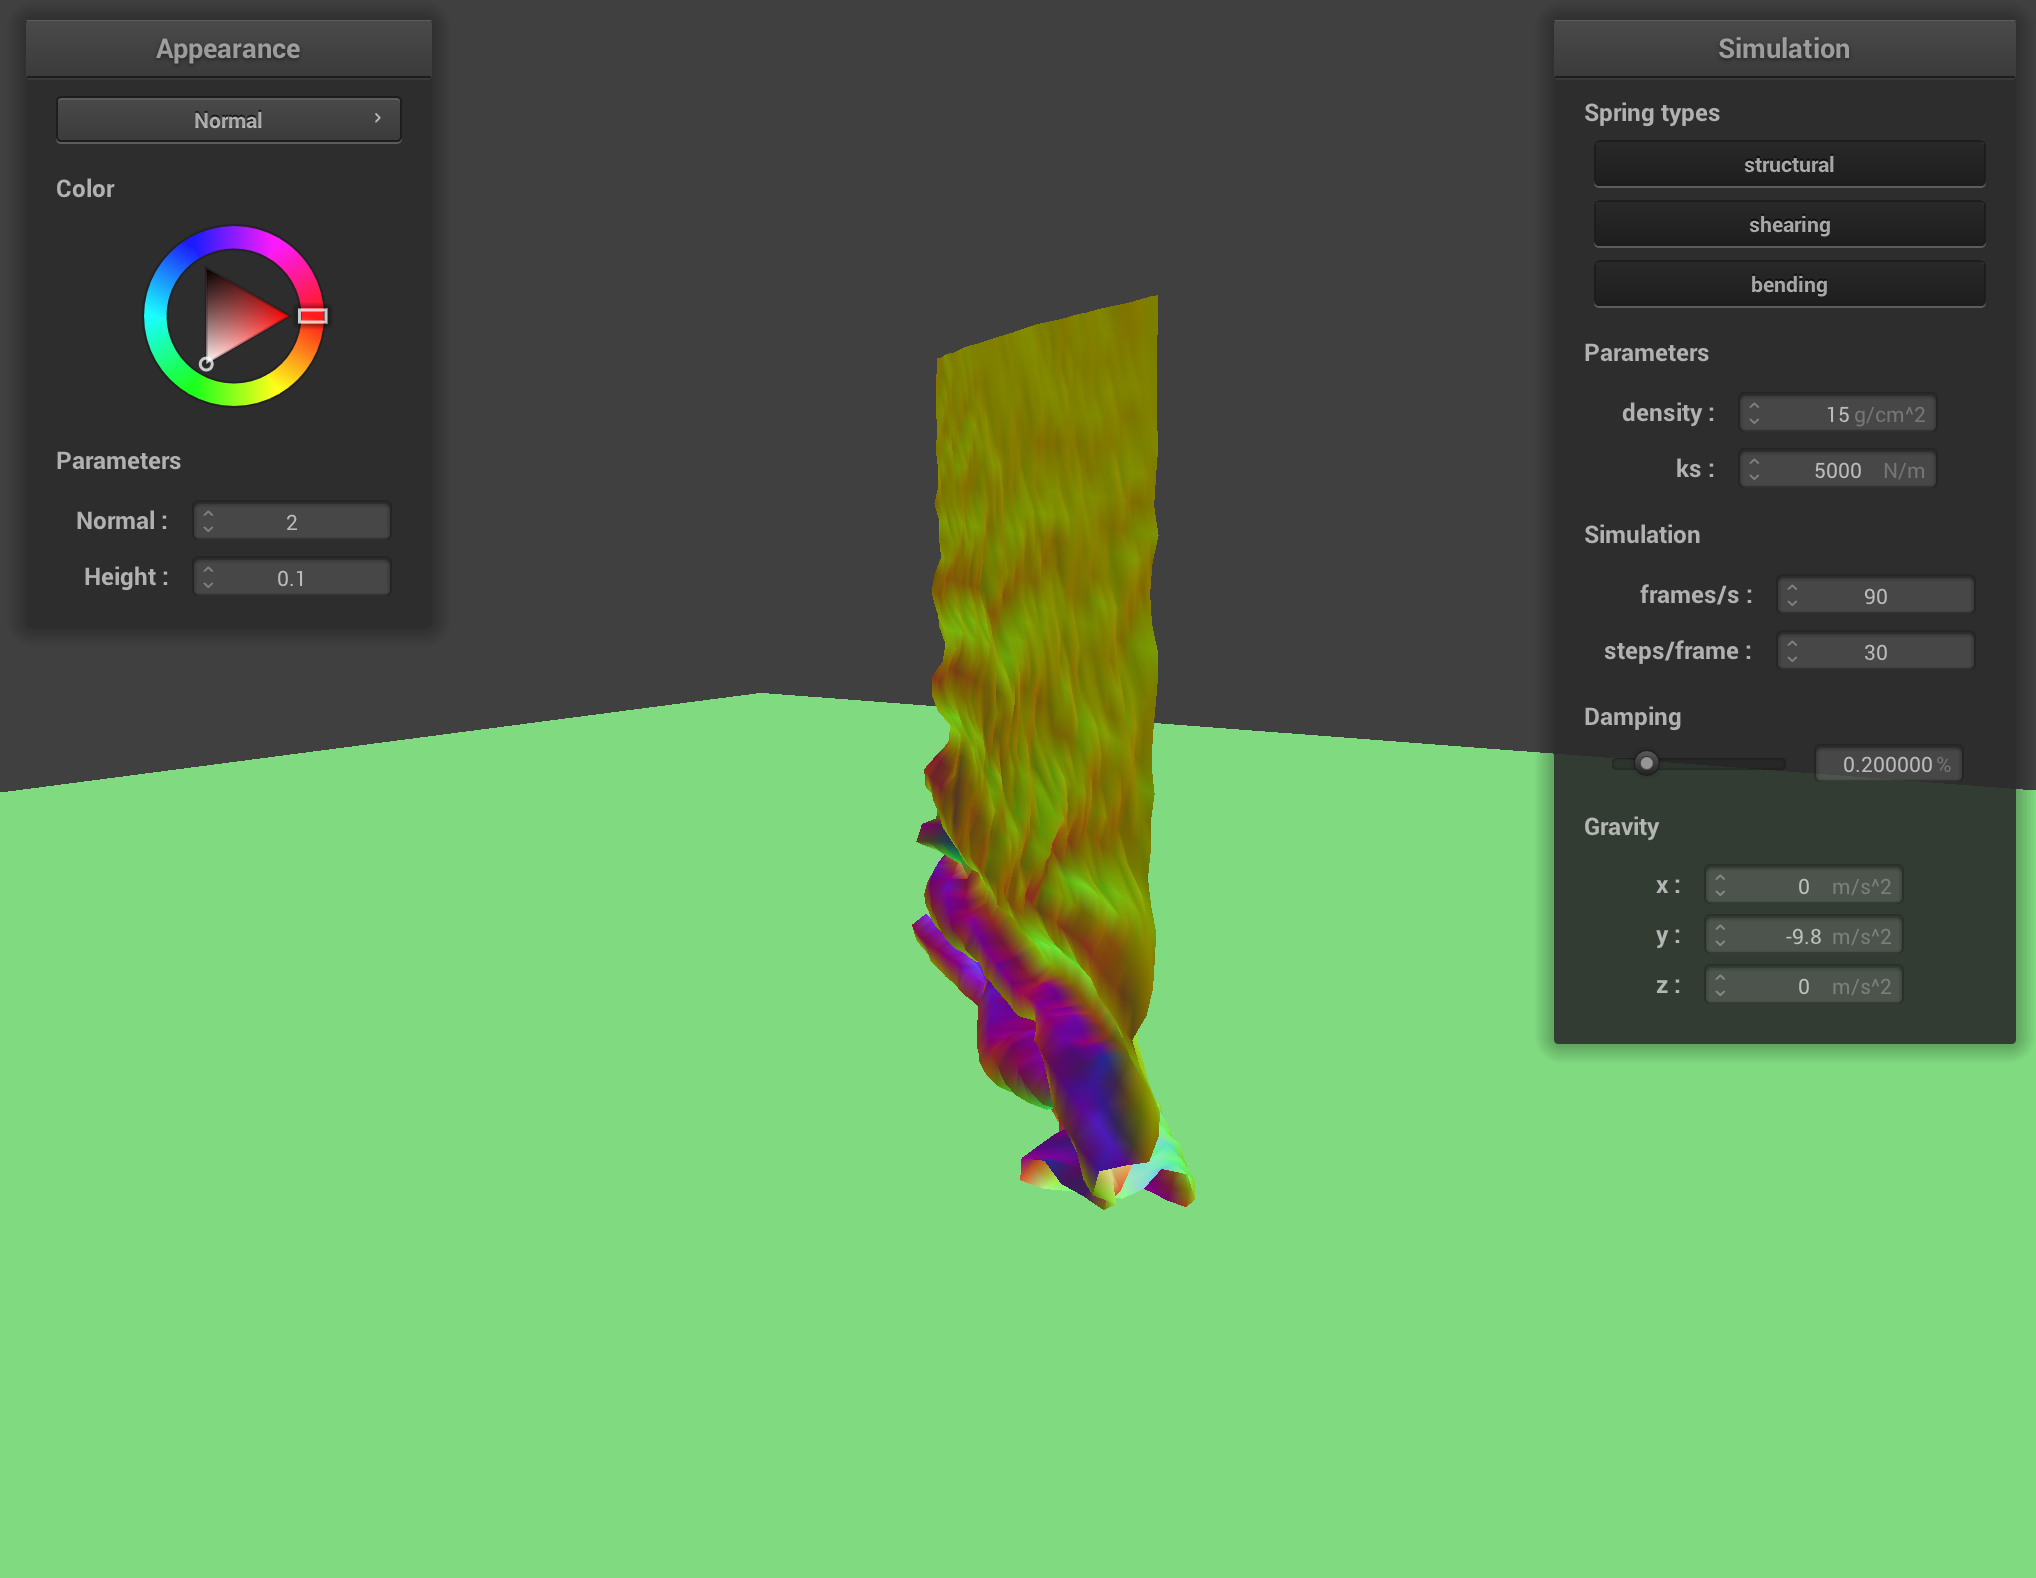 Appearance
Normal
Color
Parameters
Normal : 2
Height : 0.1
Simulation
Spring types
structural
shearing
bending
Parameters
density : 15 g/cm^2
ks : 5000 N/m
Simulation
frames/s : 90
steps/frame : 30
Damping
0.200000 %
Gravity
x : 0 m/s^2
y : -9.8 m/s^2
z : 0 m/s^2